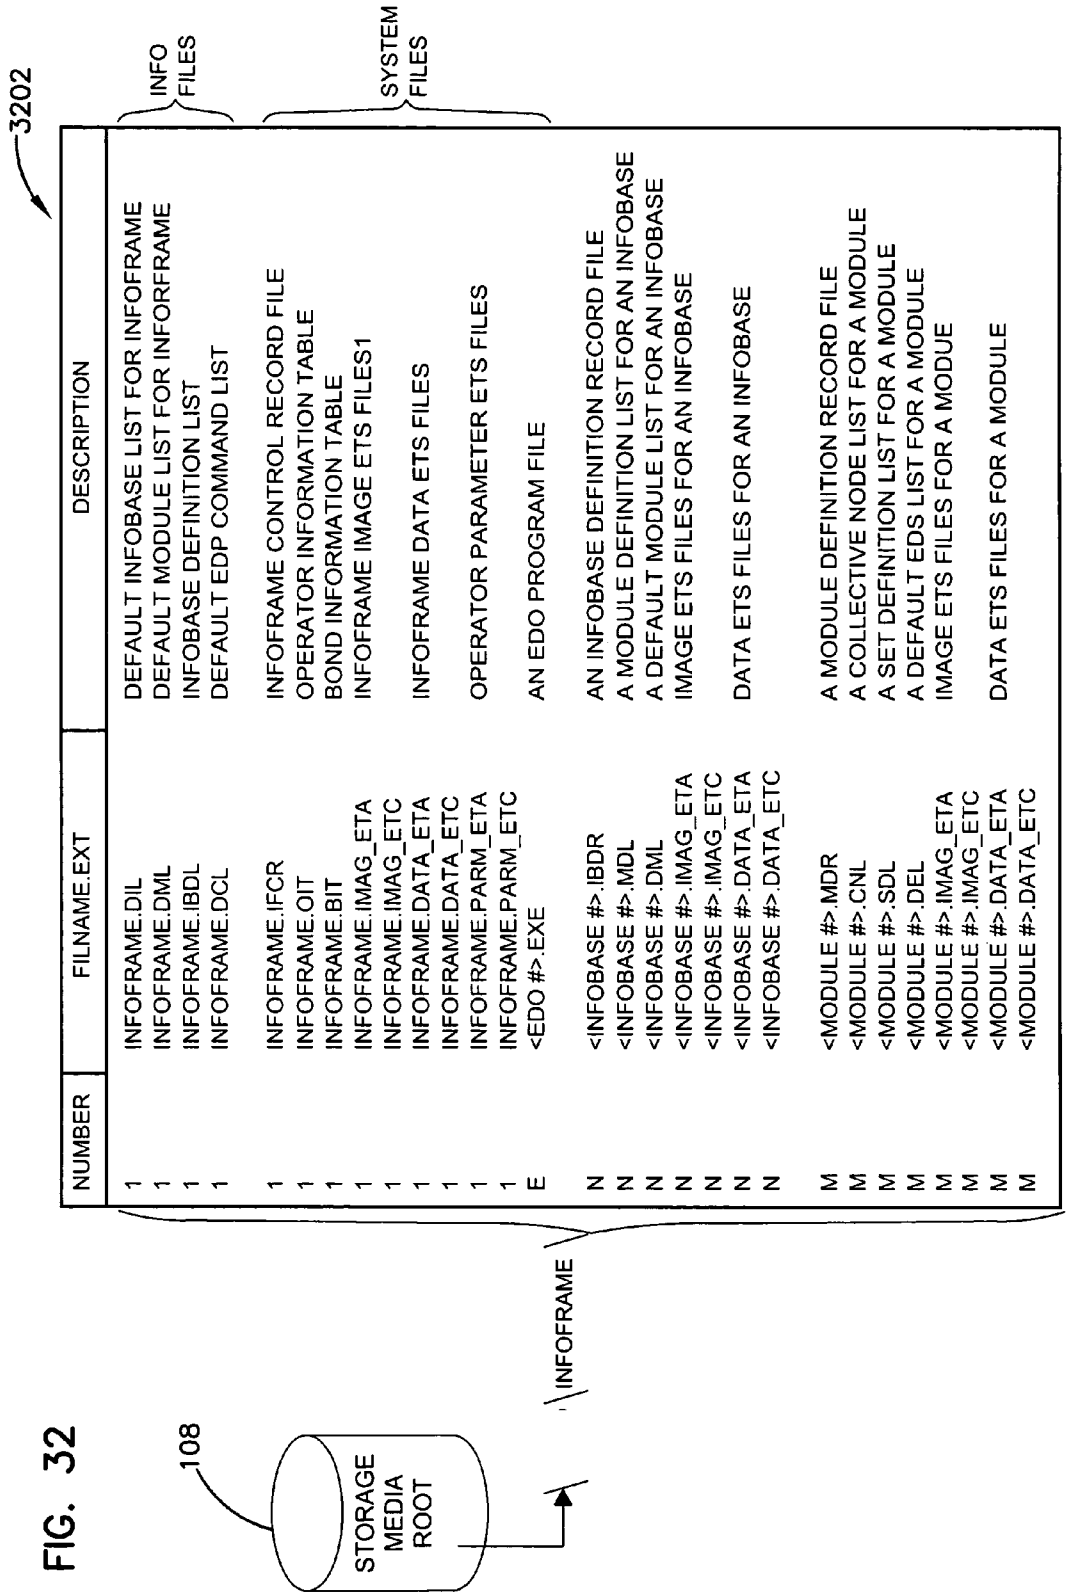 FIG. 32
3202
108
STORAGE
MEDIA
ROOT
\ INFOFRAME \
NUMBER FILNAME.EXT DESCRIPTION
1 INFOFRAME.DIL DEFAULT INFOBASE LIST FOR INFOFRAME
1 INFOFRAME.DML DEFAULT MODULE LIST FOR INFORFRAME
1 INFOFRAME.IBDL INFOBASE DEFINITION LIST
1 INFOFRAME.DCL DEFAULT EDP COMMAND LIST
INFO
FILES
1 INFOFRAME.IFCR INFOFRAME CONTROL RECORD FILE
1 INFOFRAME.OIT OPERATOR INFORMATION TABLE
1 INFOFRAME.BIT BOND INFORMATION TABLE
1 INFOFRAME.IMAG_ETA INFOFRAME IMAGE ETS FILES1
1 INFOFRAME.IMAG_ETC
1 INFOFRAME.DATA_ETA INFOFRAME DATA ETS FILES
1 INFOFRAME.DATA_ETC
1 INFOFRAME.PARM_ETA OPERATOR PARAMETER ETS FILES
1 INFOFRAME.PARM_ETC
E <EDO #>.EXE AN EDO PROGRAM FILE
SYSTEM
FILES
N <INFOBASE #>.IBDR AN INFOBASE DEFINITION RECORD FILE
N <INFOBASE #>.MDL A MODULE DEFINITION LIST FOR AN INFOBASE
N <INFOBASE #>.DML A DEFAULT MODULE LIST FOR AN INFOBASE
N <INFOBASE #>.IMAG_ETA IMAGE ETS FILES FOR AN INFOBASE
N <INFOBASE #>.IMAG_ETC
N <INFOBASE #>.DATA_ETA DATA ETS FILES FOR AN INFOBASE
N <INFOBASE #>.DATA_ETC
M <MODULE #>.MDR A MODULE DEFINITION RECORD FILE
M <MODULE #>.CNL A COLLECTIVE NODE LIST FOR A MODULE
M <MODULE #>.SDL A SET DEFINITION LIST FOR A MODULE
M <MODULE #>.DEL A DEFAULT EDS LIST FOR A MODULE
M <MODULE #>.IMAG_ETA IMAGE ETS FILES FOR A MODUE
M <MODULE #>.IMAG_ETC
M <MODULE #>.DATA_ETA DATA ETS FILES FOR A MODULE
M <MODULE #>.DATA_ETC